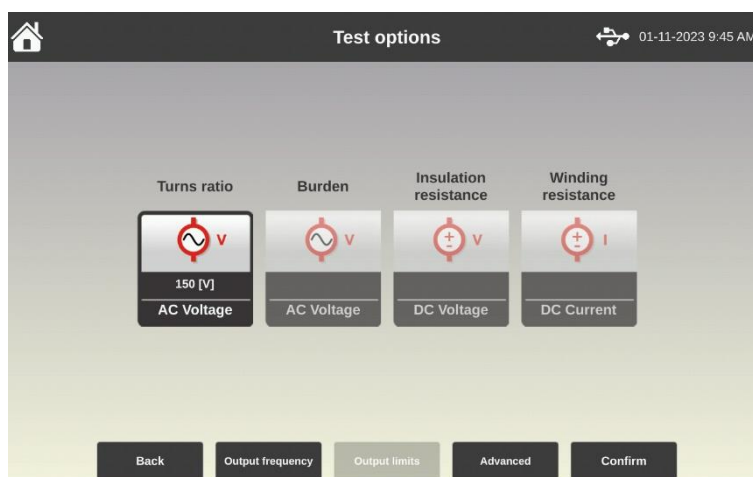 Test options
01-11-2023 9:45 AM
Turns ratio
Burden
Insulation
resistance
Winding
resistance
V
V
V
I
150 [V]
AC Voltage
AC Voltage
DC Voltage
DC Current
Back
Output frequency
Output limits
Advanced
Confirm